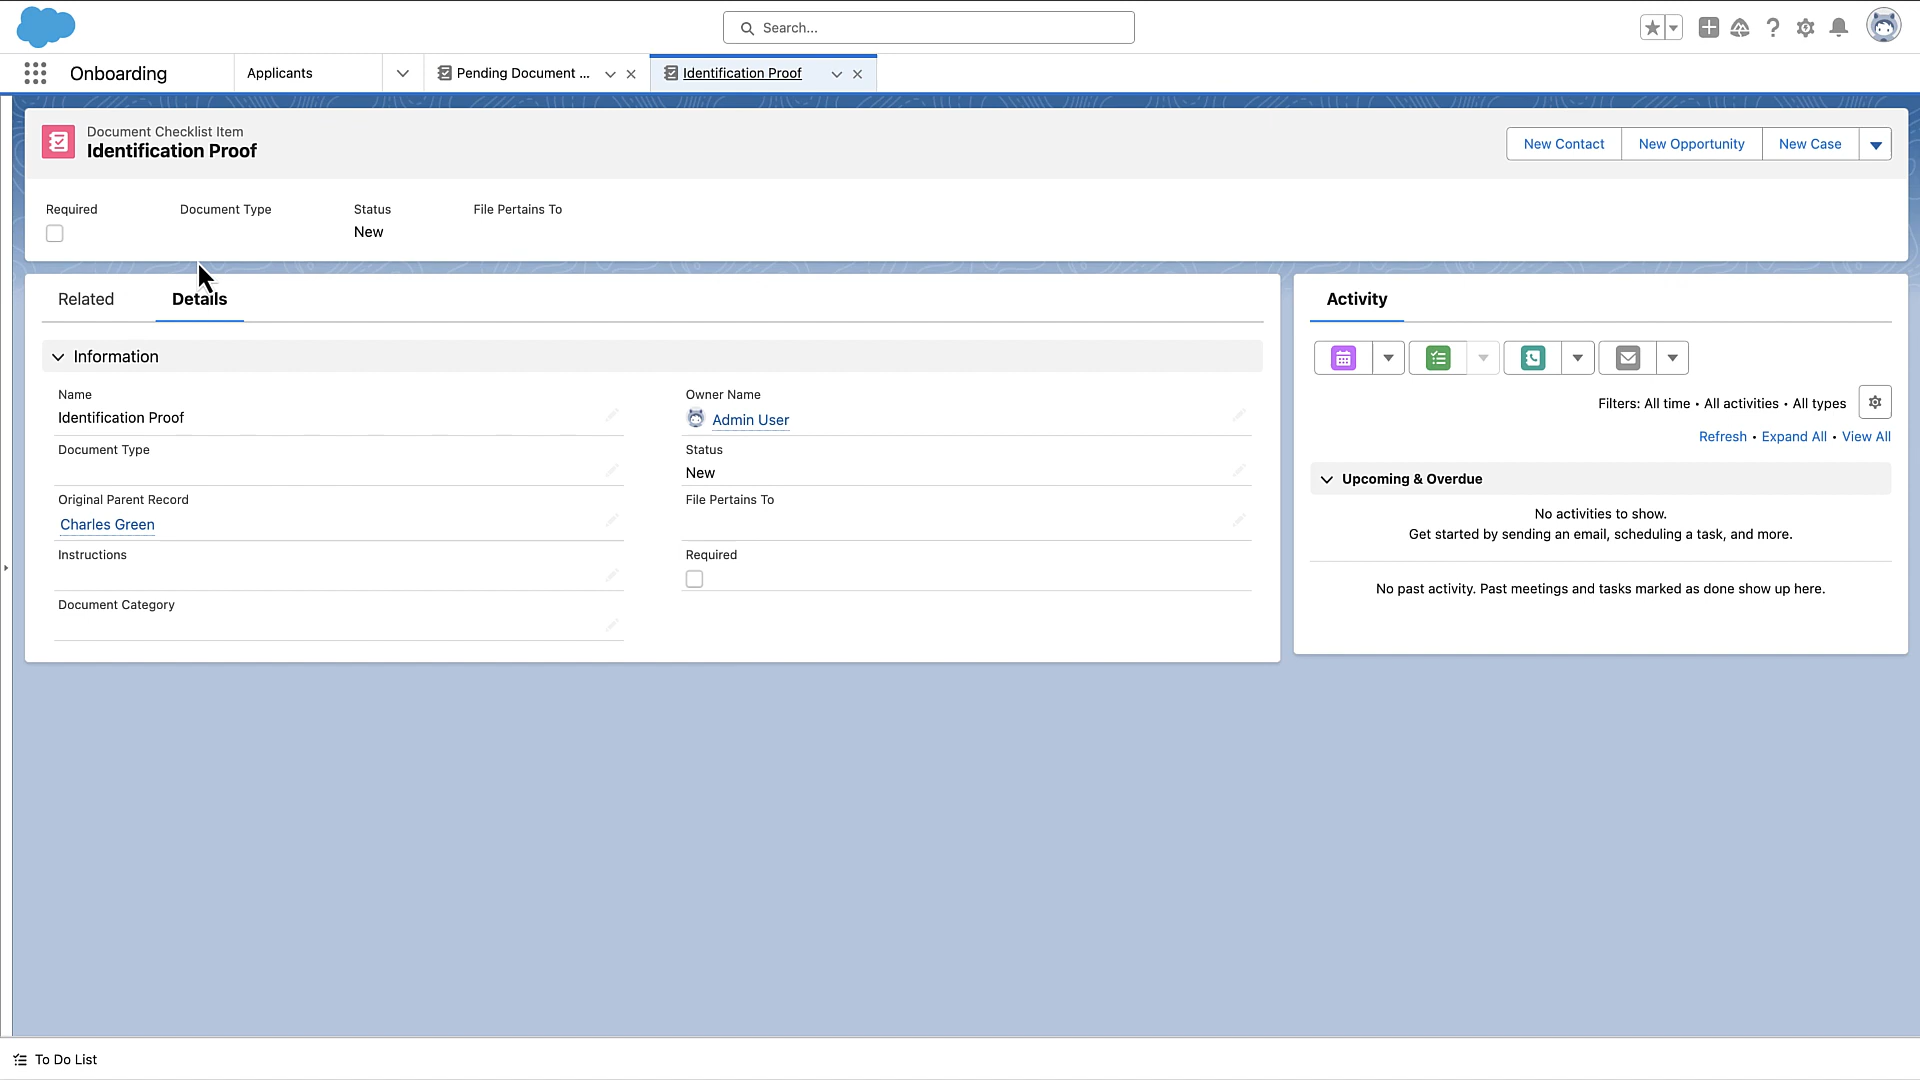 Search...
Onboarding
Applicants
Pending Document ...
Identification Proof
Document Checklist Item
Identification Proof
New Contact
New Opportunity
New Case
Required
Document Type
Status
File Pertains To
New
Related
Details
Information
Name
Identification Proof
Owner Name
Admin User
Document Type
Status
New
Original Parent Record
Charles Green
File Pertains To
Instructions
Required
Document Category
Activity
Filters: All time • All activities • All types
Refresh • Expand All • View All
Upcoming & Overdue
No activities to show.
Get started by sending an email, scheduling a task, and more.
No past activity. Past meetings and tasks marked as done show up here.
To Do List